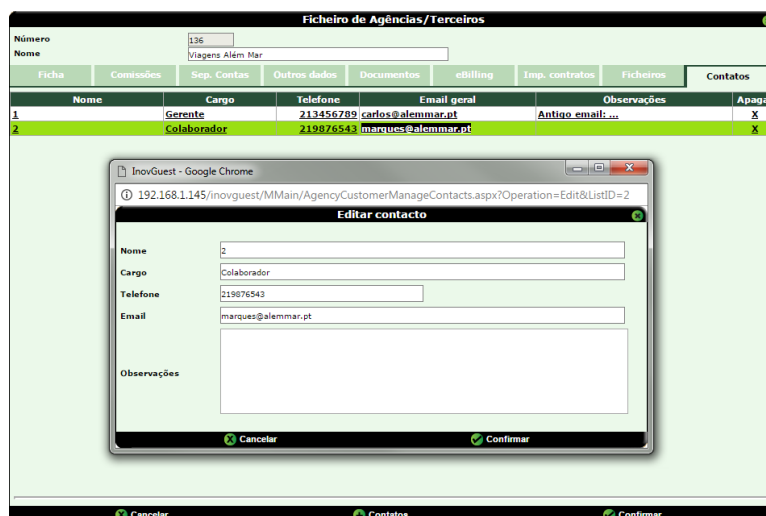 Ficheiro de Agências/Terceiros
Número 136
Nome Viagens Além Mar
Ficha Comissões Sep. Contas Outros dados Documentos eBilling Imp. contratos Ficheiros Contatos
Nome Cargo Telefone Email geral Observações Apaga
1 Gerente 213456789 carlos@alemmar.pt Antigo email: ... X
2 Colaborador 219876543 marques@alemmar.pt X
InovGuest - Google Chrome
192.168.1.145/inovguest/MMain/AgencyCustomerManageContacts.aspx?Operation=Edit&ListID=2
Editar contacto
Nome 2
Cargo Colaborador
Telefone 219876543
Email marques@alemmar.pt
Observações
Cancelar Confirmar
Cancelar Contatos Confirmar